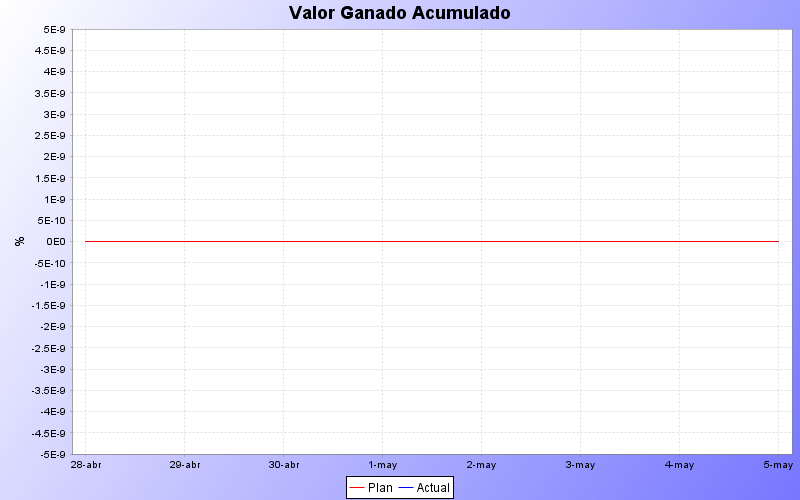 Valor Ganado Acumulado
5E-9
4.5E-9
4E-9
3.5E-9
3E-9
2.5E-9
2E-9
1.5E-9
1E-9
5E-10
0E0
-5E-10
-1E-9
-1.5E-9
-2E-9
-2.5E-9
-3E-9
-3.5E-9
-4E-9
-4.5E-9
-5E-9
%
28-abr 29-abr 30-abr 1-may 2-may 3-may 4-may 5-may
Plan Actual